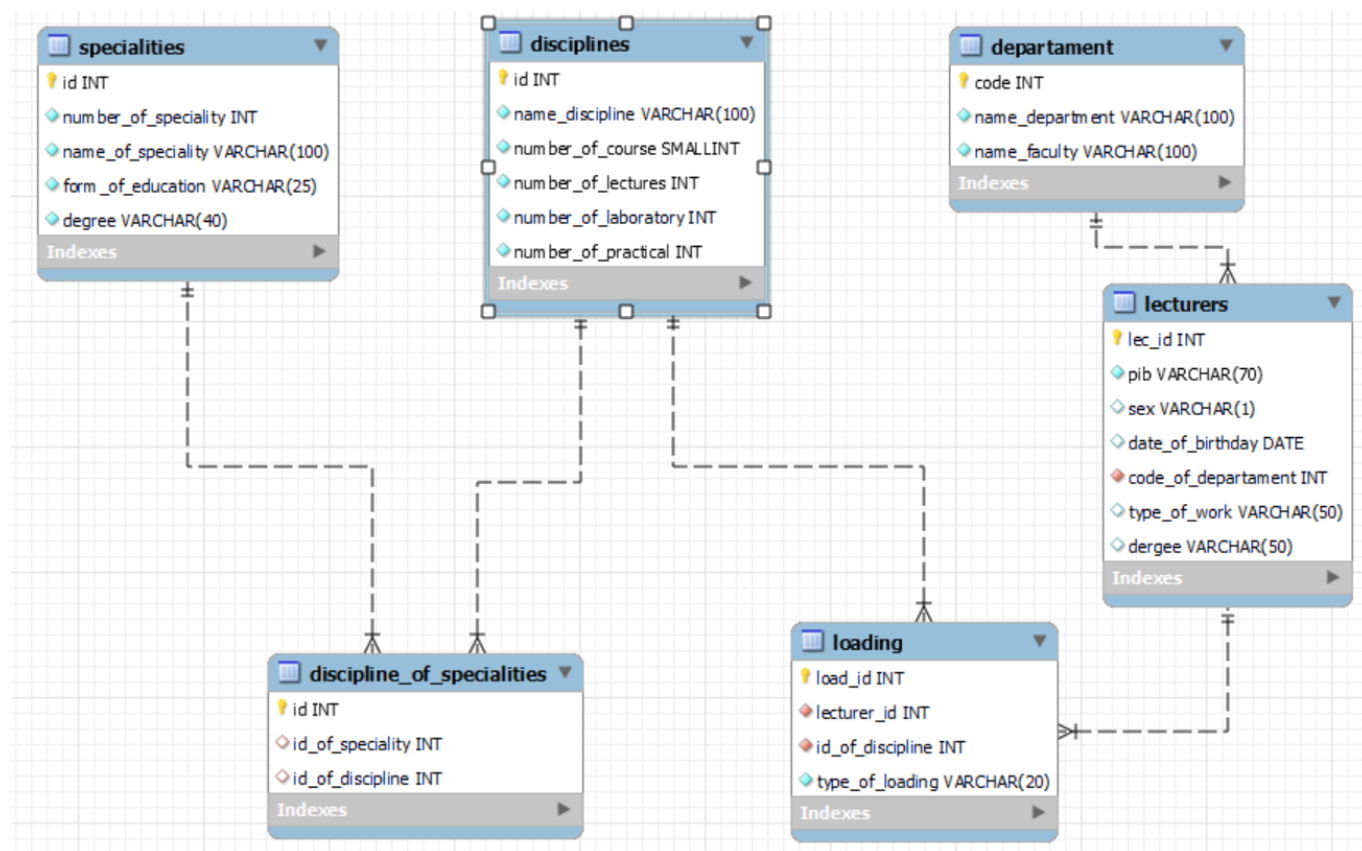 specialities
id INT
number_of_speciality INT
name_of_speciality VARCHAR(100)
form_of_education VARCHAR(25)
degree VARCHAR(40)
Indexes
disciplines
id INT
name_discipline VARCHAR(100)
number_of_course SMALLINT
number_of_lectures INT
number_of_laboratory INT
number_of_practical INT
Indexes
departament
code INT
name_department VARCHAR(100)
name_faculty VARCHAR(100)
Indexes
lecturers
lec_id INT
pib VARCHAR(70)
sex VARCHAR(1)
date_of_birthday DATE
code_of_departament INT
type_of_work VARCHAR(50)
dergee VARCHAR(50)
Indexes
discipline_of_specialities
id INT
id_of_speciality INT
id_of_discipline INT
Indexes
loading
load_id INT
lecturer_id INT
id_of_discipline INT
type_of_loading VARCHAR(20)
Indexes